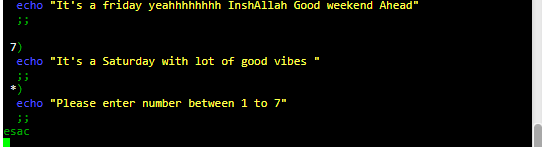 echo "It's a friday yeahhhhhhhh InshAllah Good weekend Ahead"
;;
7)
echo "It's a Saturday with lot of good vibes "
;;
*)
echo "Please enter number between 1 to 7"
;;
esac